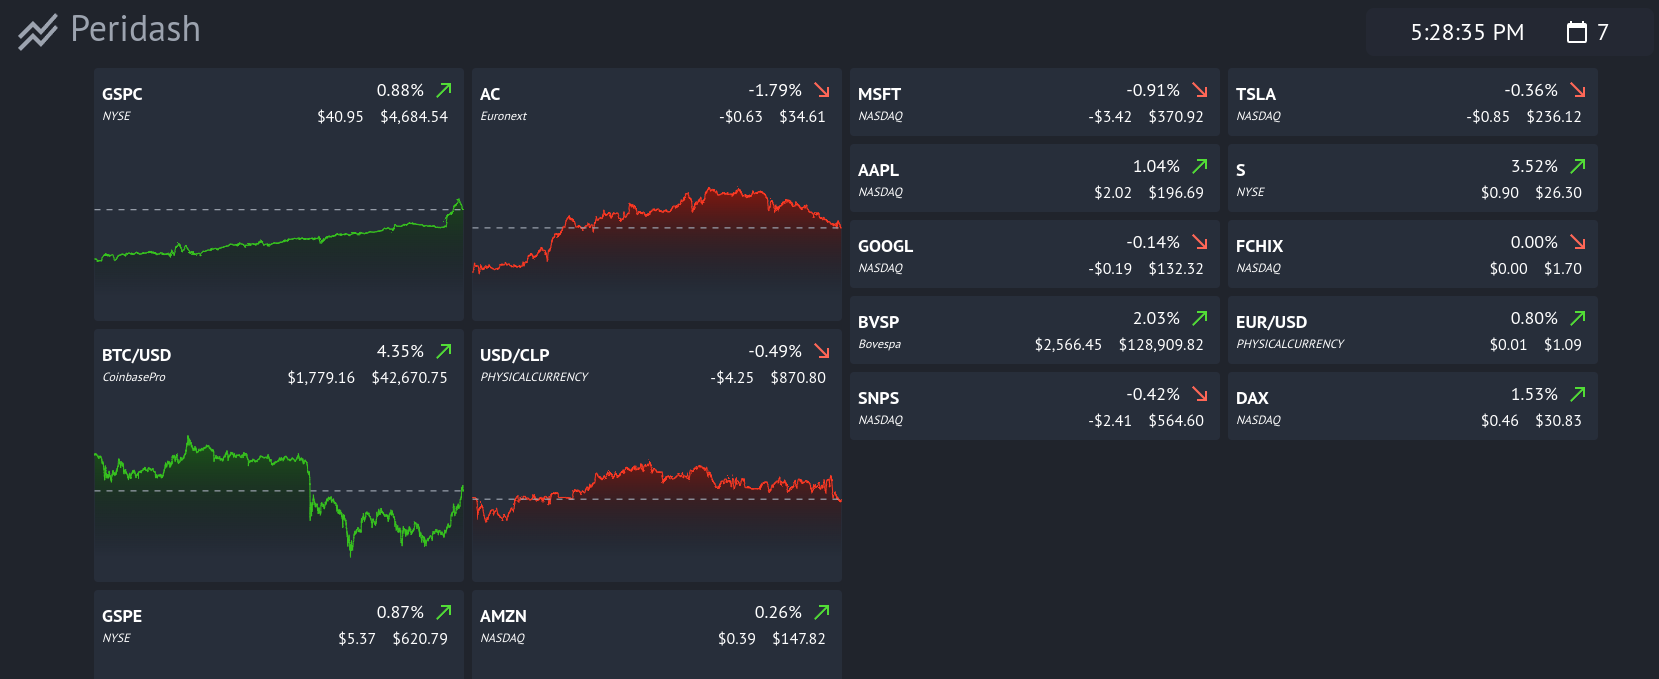 Peridash
5:28:35 PM 7
GSPC 0.88%
NYSE $40.95 $4,684.54
AC -1.79%
Euronext -$0.63 $34.61
MSFT -0.91%
NASDAQ -$3.42 $370.92
TSLA -0.36%
NASDAQ -$0.85 $236.12
AAPL 1.04%
NASDAQ $2.02 $196.69
S 3.52%
NYSE $0.90 $26.30
GOOGL -0.14%
NASDAQ -$0.19 $132.32
FCHIX 0.00%
NASDAQ $0.00 $1.70
BVSP 2.03%
Bovespa $2,566.45 $128,909.82
EUR/USD 0.80%
PHYSICALCURRENCY $0.01 $1.09
BTC/USD 4.35%
CoinbasePro $1,779.16 $42,670.75
USD/CLP -0.49%
PHYSICALCURRENCY -$4.25 $870.80
SNPS -0.42%
NASDAQ -$2.41 $564.60
DAX 1.53%
NASDAQ $0.46 $30.83
GSPE 0.87%
NYSE $5.37 $620.79
AMZN 0.26%
NASDAQ $0.39 $147.82